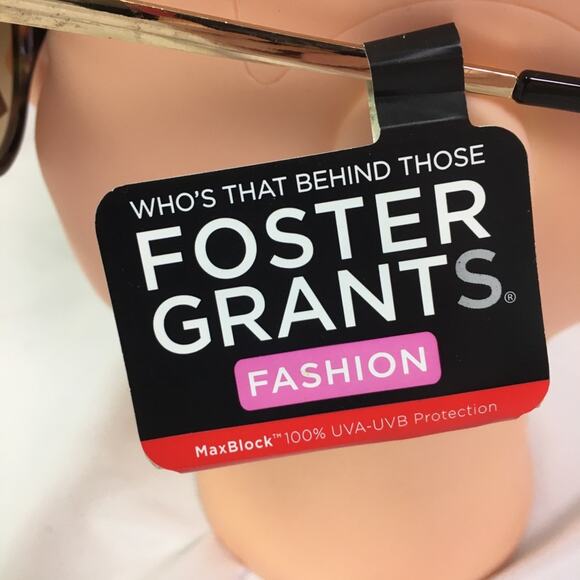 WHO'S THAT BEHIND THOSE
FOSTER
GRANTS®
FASHION
MaxBlock™ 100% UVA-UVB Protection